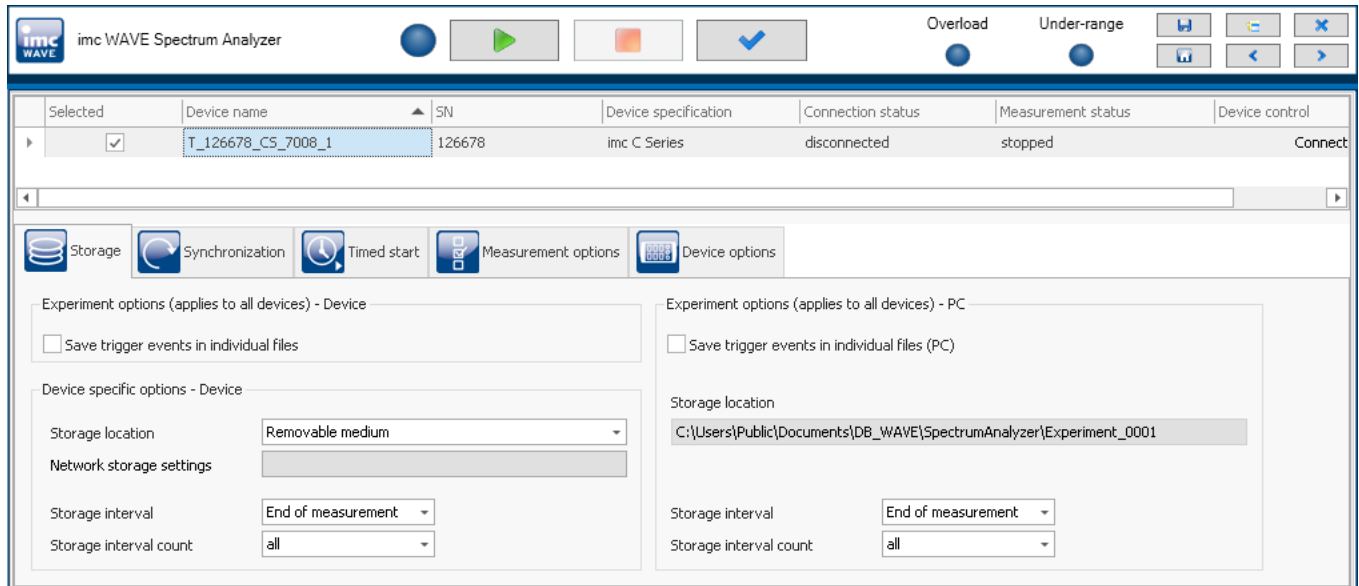 imc WAVE
imc WAVE Spectrum Analyzer
Overload
Under-range
Selected Device name SN Device specification Connection status Measurement status Device control
T_126678_CS_7008_1 126678 imc C Series disconnected stopped Connect
Storage Synchronization Timed start Measurement options Device options
Experiment options (applies to all devices) - Device
Save trigger events in individual files
Device specific options - Device
Storage location Removable medium
Network storage settings
Storage interval End of measurement
Storage interval count all
Experiment options (applies to all devices) - PC
Save trigger events in individual files (PC)
Storage location
C:\Users\Public\Documents\DB_WAVE\SpectrumAnalyzer\Experiment_0001
Storage interval End of measurement
Storage interval count all